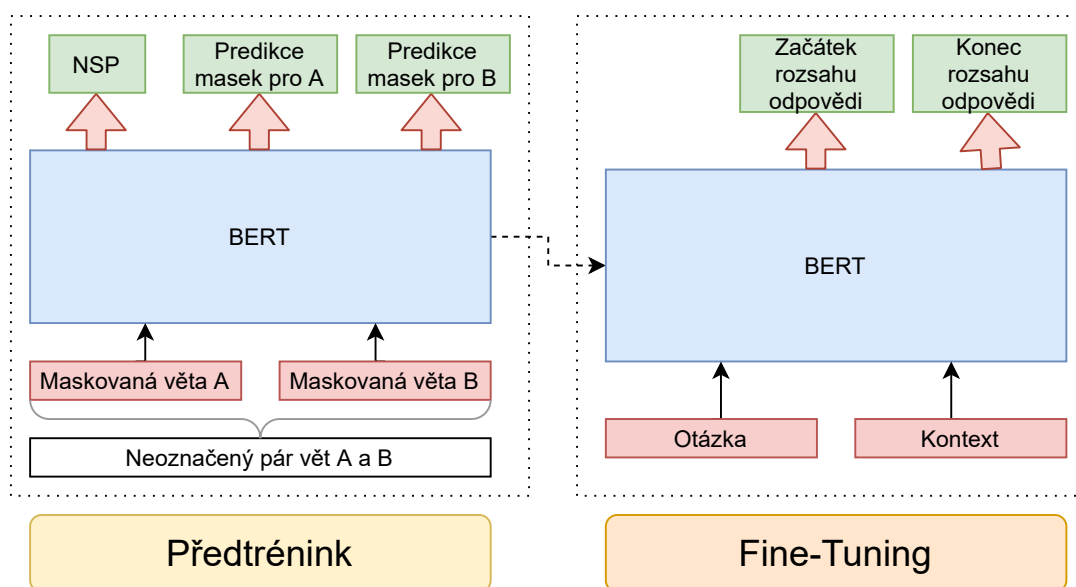 NSP
Predikce
masek pro A
Predikce
masek pro B
BERT
Maskovaná věta A
Maskovaná věta B
Neoznačený pár vět A a B
Předtrénink
Začátek
rozsahu
odpovědi
Konec
rozsahu
odpovědi
BERT
Otázka
Kontext
Fine-Tuning